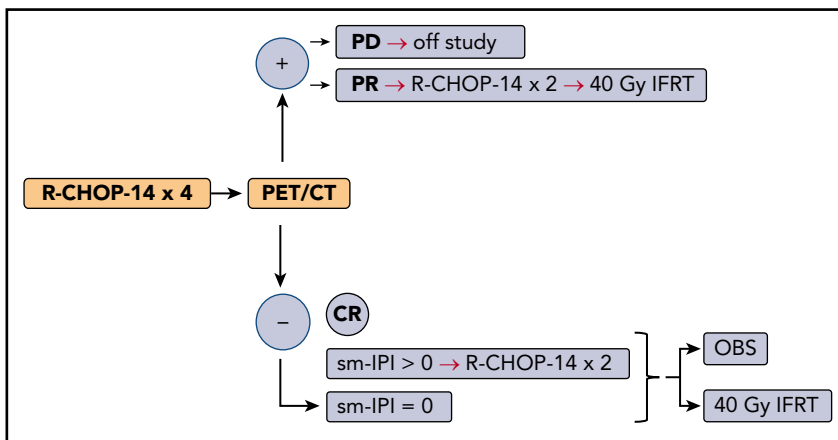 +
PD → off study
PR → R-CHOP-14 x 2 → 40 Gy IFRT
R-CHOP-14 x 4
PET/CT
–
CR
sm-IPI > 0 → R-CHOP-14 x 2
sm-IPI = 0
OBS
40 Gy IFRT